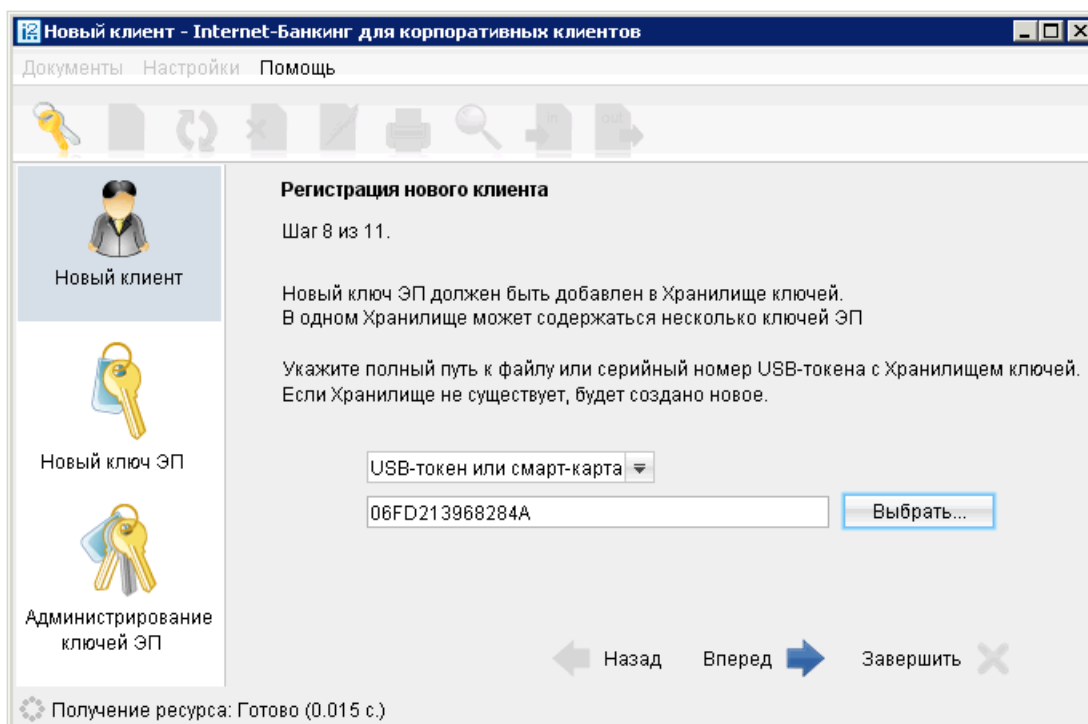 Новый клиент - Internet-Банкинг для корпоративных клиентов
Документы Настройки Помощь
in out
Новый клиент
Новый ключ ЭП
Администрирование
ключей ЭП
Регистрация нового клиента
Шаг 8 из 11.
Новый ключ ЭП должен быть добавлен в Хранилище ключей.
В одном Хранилище может содержаться несколько ключей ЭП
Укажите полный путь к файлу или серийный номер USB-токена с Хранилищем ключей.
Если Хранилище не существует, будет создано новое.
USB-токен или смарт-карта
06FD213968284A Выбрать...
Назад Вперед Завершить
Получение ресурса: Готово (0.015 с.)